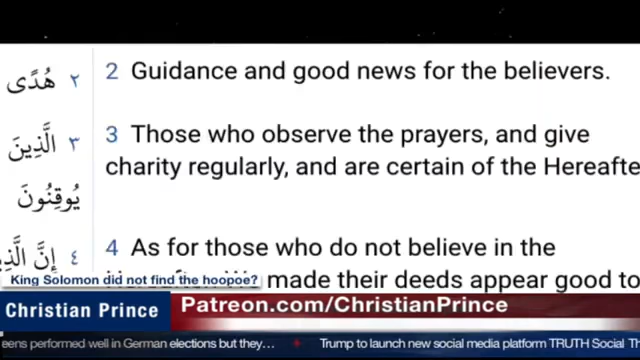 ٢ هُدًى
2 Guidance and good news for the believers.
٣ الَّذِينَ
3 Those who observe the prayers, and give
charity regularly, and are certain of the Hereafte
يُوقِنُونَ
٤ إِنَّ
4 As for those who do not believe in the
made their deeds appear good to
King Solomon did not find the hoopoe?
Christian Prince
Patreon.com/ChristianPrince
eens performed well in German elections but they… Trump to launch new social media platform TRUTH Social Th